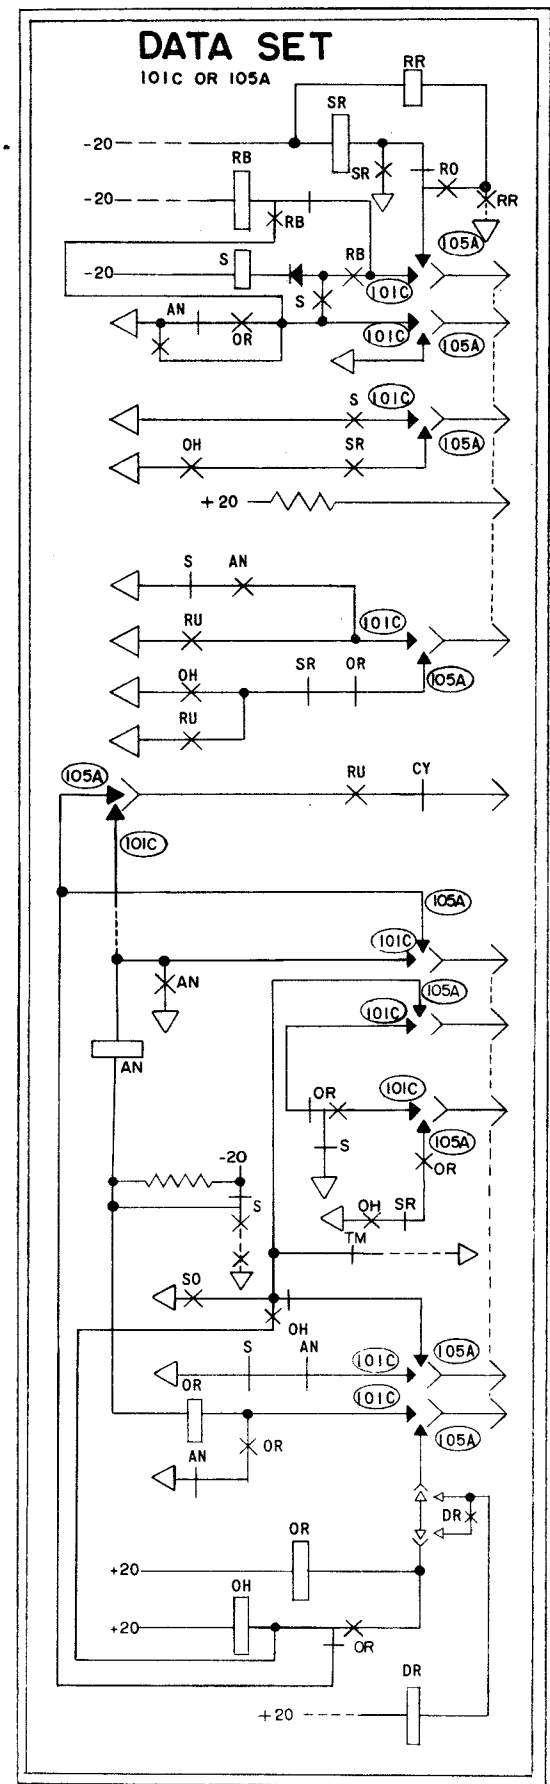 DATA SET
101C OR 105A
RR
SR
-20
RB
SR
RO
-20
RR
RB
105A
S
RB
-20
101C
S
AN
OR
101C
105A
S
101C
OH
SR
105A
+20
S
AN
RU
101C
OH
SR
OR
105A
RU
105A
RU
CY
101C
105A
101C
AN
105A
101C
AN
OR
101C
S
105A
-20
OR
S
OH
SR
TM
SO
OH
S
AN
105A
101C
OR
101C
OR
105A
AN
DR
OR
+20
OH
+20
OR
DR
+20